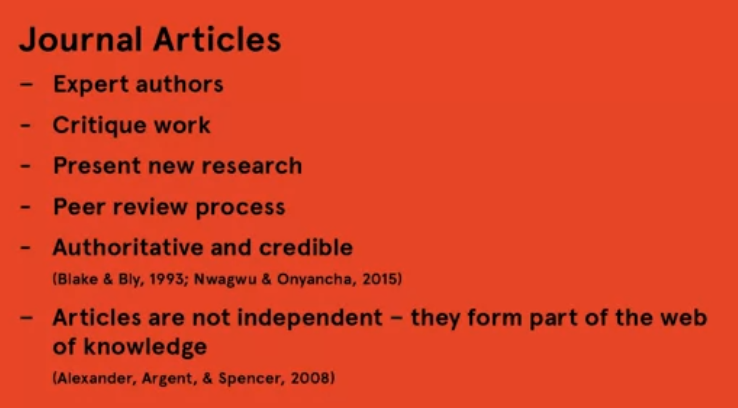 Journal Articles
– Expert authors
- Critique work
- Present new research
- Peer review process
- Authoritative and credible
(Blake & Bly, 1993; Nwagwu & Onyancha, 2015)
– Articles are not independent – they form part of the web
of knowledge
(Alexander, Argent, & Spencer, 2008)